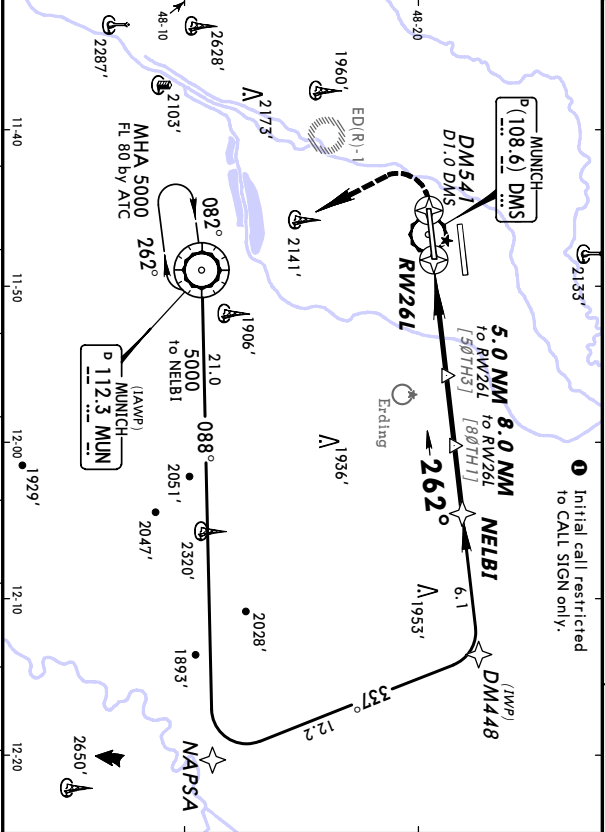 ❶ Initial call restricted
to CALL SIGN only.
2133'
MUNICH
D (108.6) DMS
48-20
48-10
1960'
2628'
2287'
2103'
2173'
ED(R)-1
DM541
D1.0 DMS
RW26L
2141'
MHA 5000
FL 80 by ATC
082°
262°
11-40
11-50
12-00
12-10
12-20
1906'
(IAWP)
MUNICH
D 112.3 MUN
21.0
5000
to NELBI
088°
5.0 NM
to RW26L
[50TH3]
8.0 NM
to RW26L
[80TH1]
262°
NELBI
Erding
1936'
6.1
1953'
(IWP)
DM448
337°
12.2
NAPSA
2051'
2047'
1929'
2320'
2028'
1893'
2650'